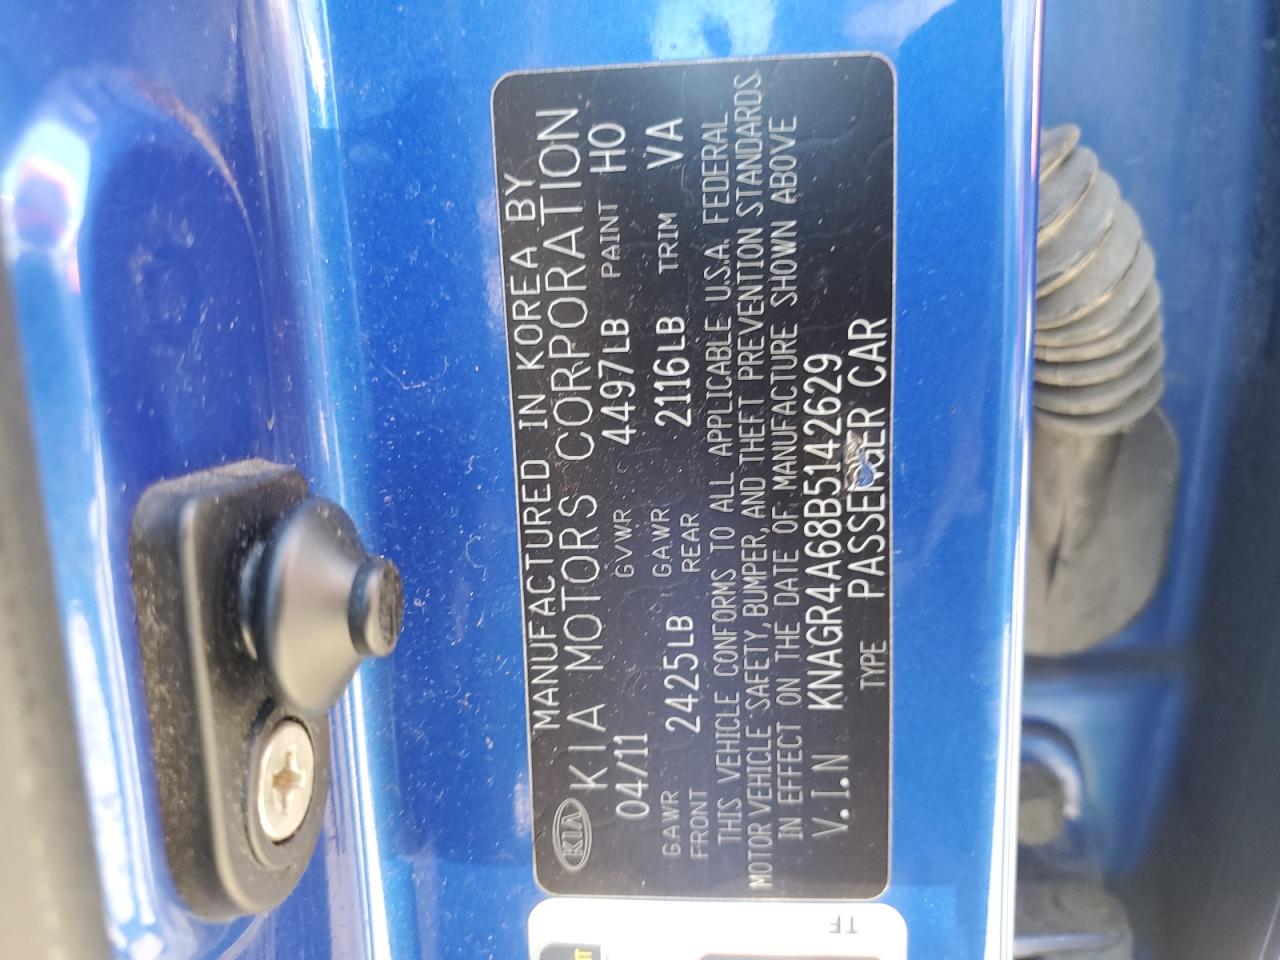 MANUFACTURED IN KOREA BY
KIA KIA MOTORS CORPORATION
04/11 GVWR 4497LB PAINT HO
GAWR FRONT 2425LB GAWR REAR 2116LB TRIM VA
THIS VEHICLE CONFORMS TO ALL APPLICABLE U.S.A. FEDERAL
MOTOR VEHICLE SAFETY, BUMPER, AND THEFT PREVENTION STANDARDS
IN EFFECT ON THE DATE OF MANUFACTURE SHOWN ABOVE
V.I.N KNAGR4A68B5142629
TYPE PASSENGER CAR
TF